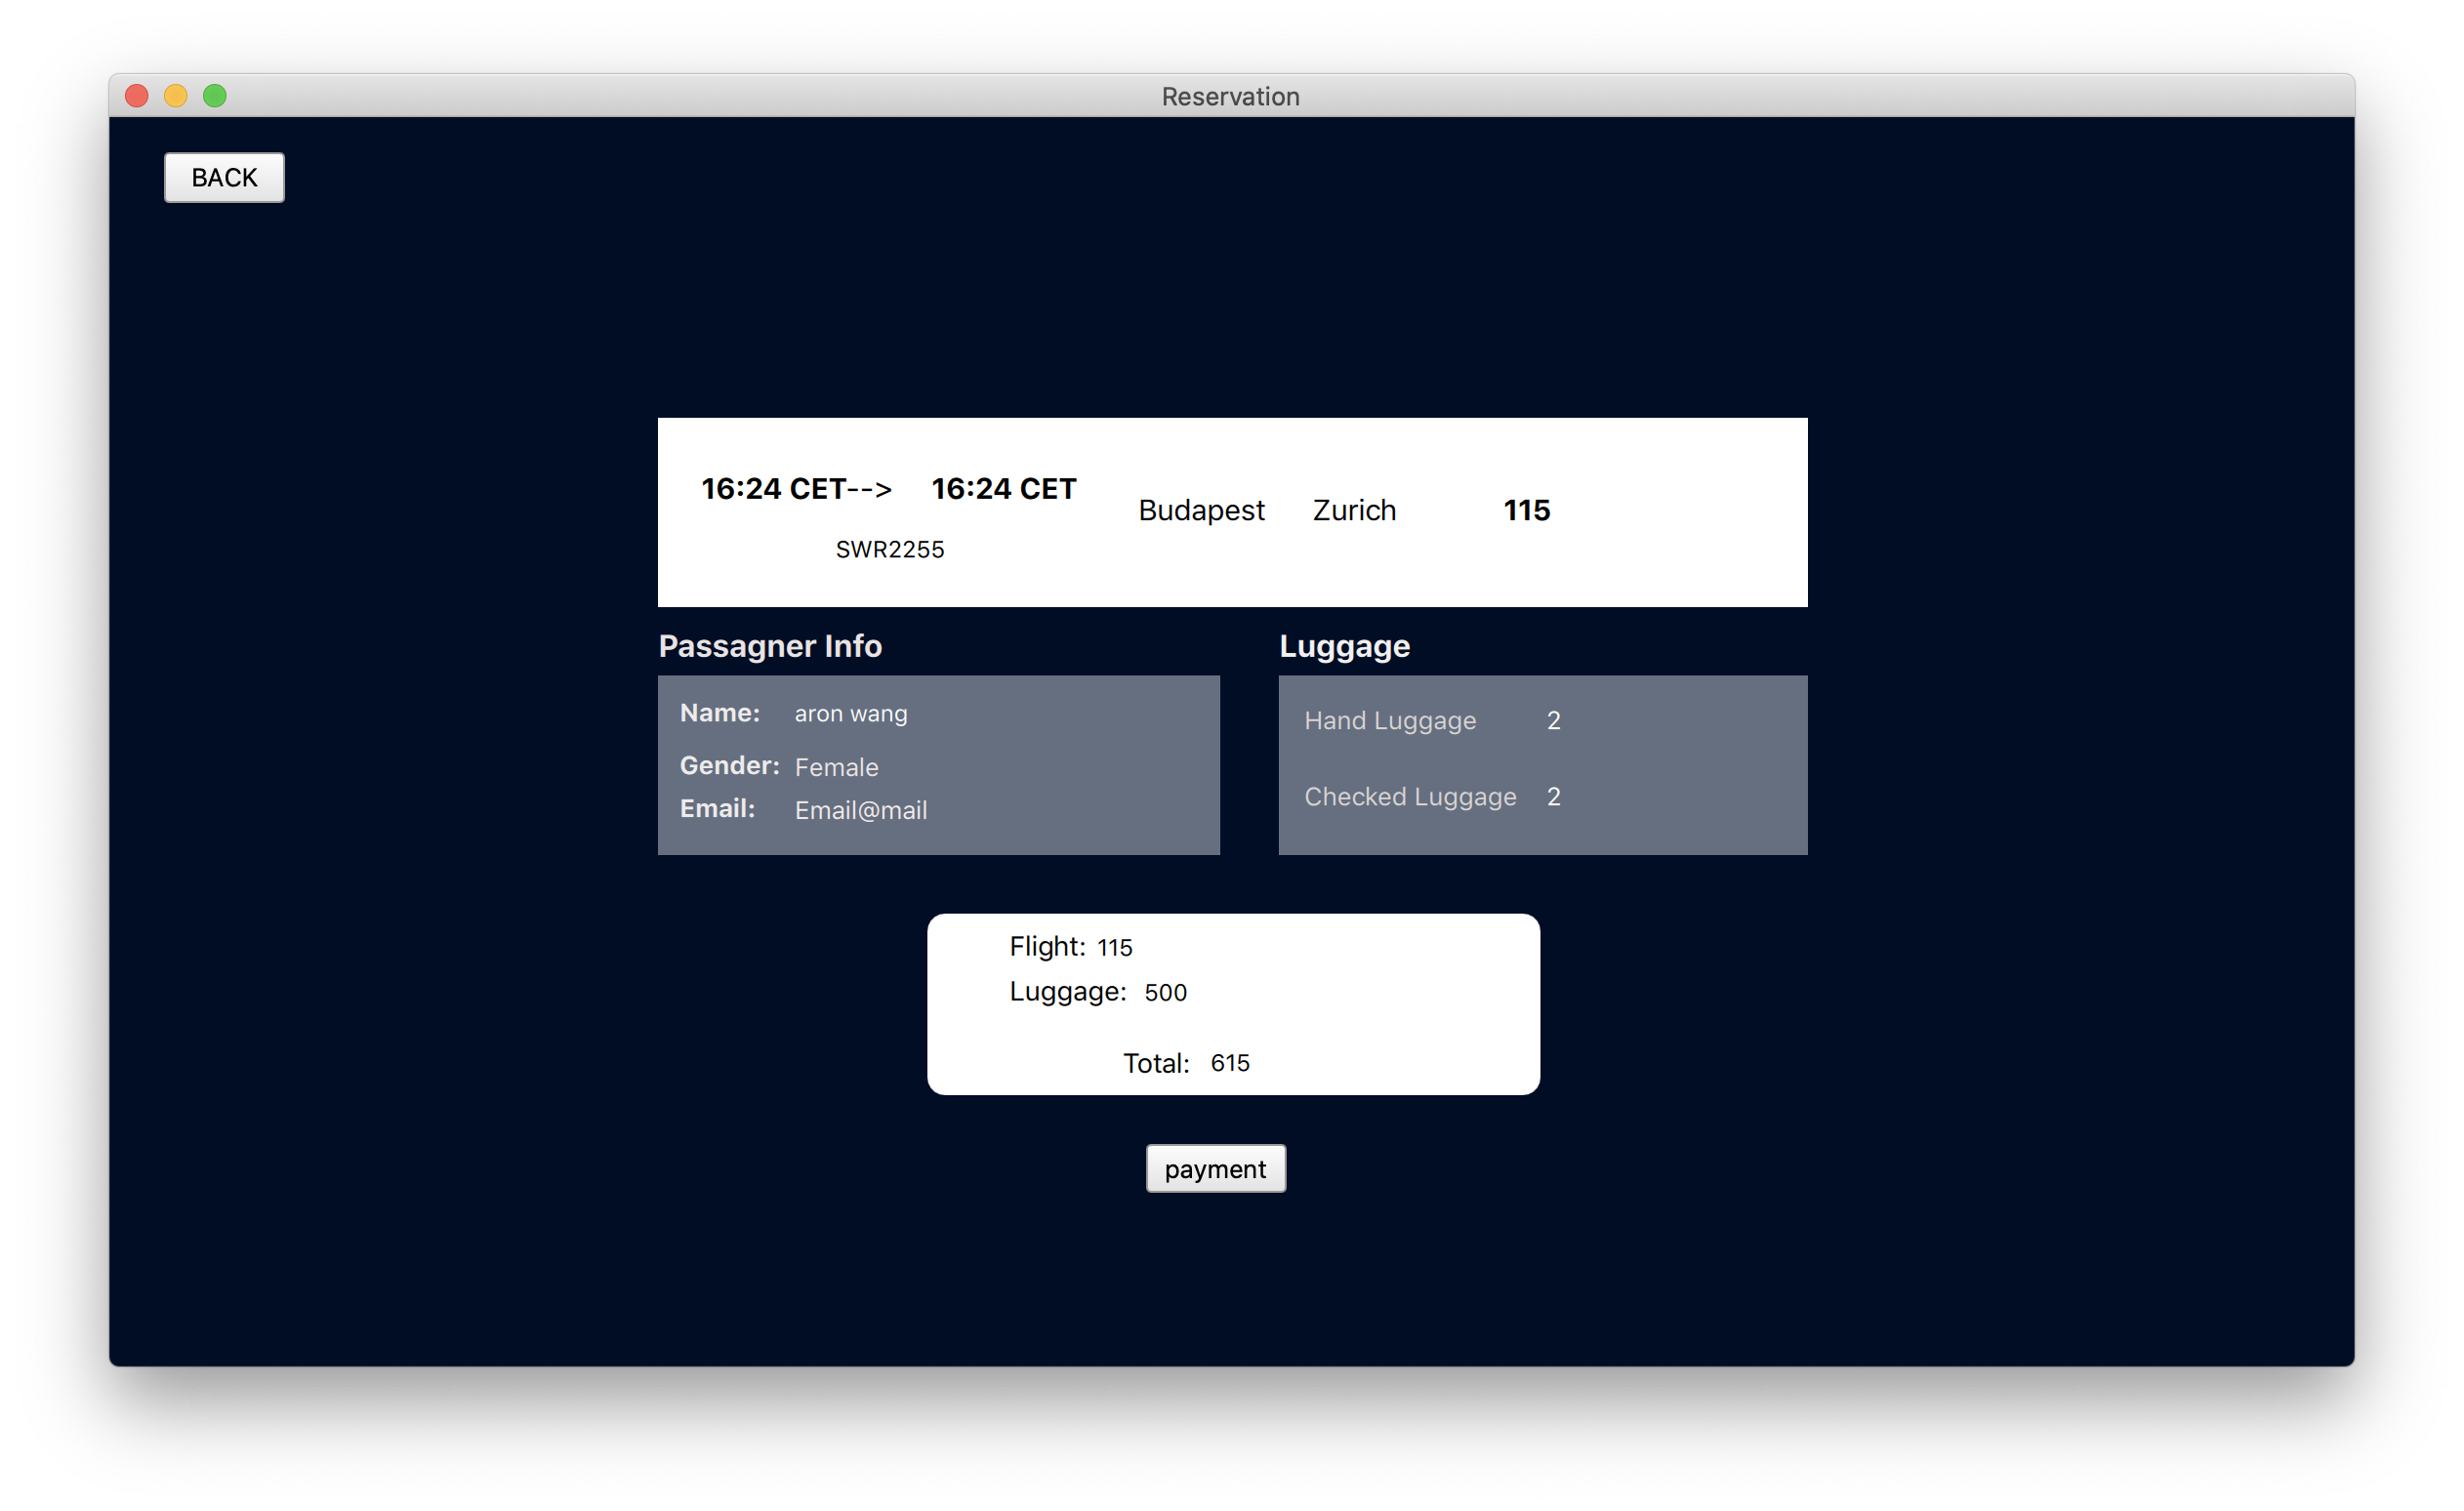 Reservation
BACK
16:24 CET--> 16:24 CET
Budapest Zurich 115
SWR2255
Passagner Info
Name: aron wang
Gender: Female
Email: Email@mail
Luggage
Hand Luggage 2
Checked Luggage 2
Flight: 115
Luggage: 500
Total: 615
payment